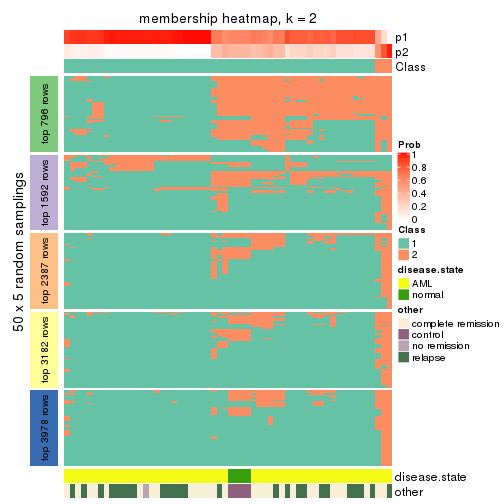 membership heatmap, k = 2
p1
p2
Class
50 x 5 random samplings
top 796 rows
top 1592 rows
top 2387 rows
top 3182 rows
top 3978 rows
Prob
1
0.8
0.6
0.4
0.2
0
Class
1
2
disease.state
AML
normal
other
complete remission
control
no remission
relapse
disease.state
other